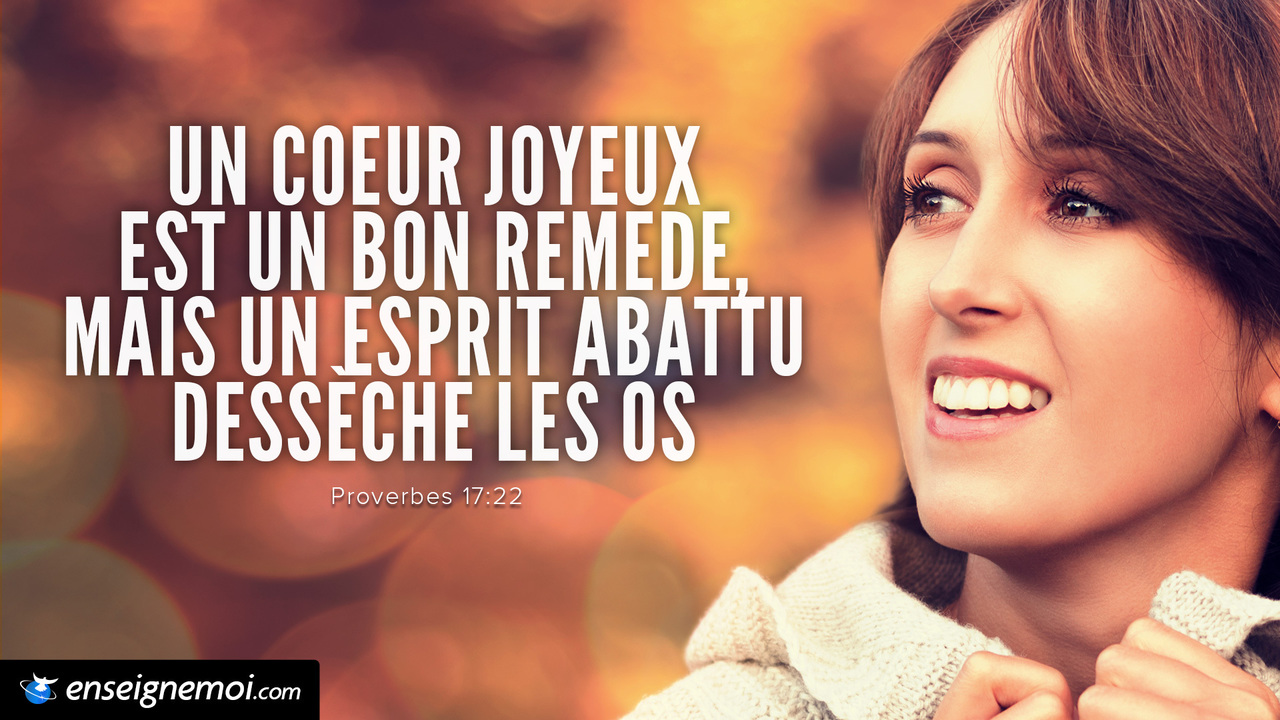 UN COEUR JOYEUX
EST UN BON REMEDE,
MAIS UN ESPRIT ABATTU
DESSÈCHE LES OS
Proverbes 17:22
enseignemoi.com